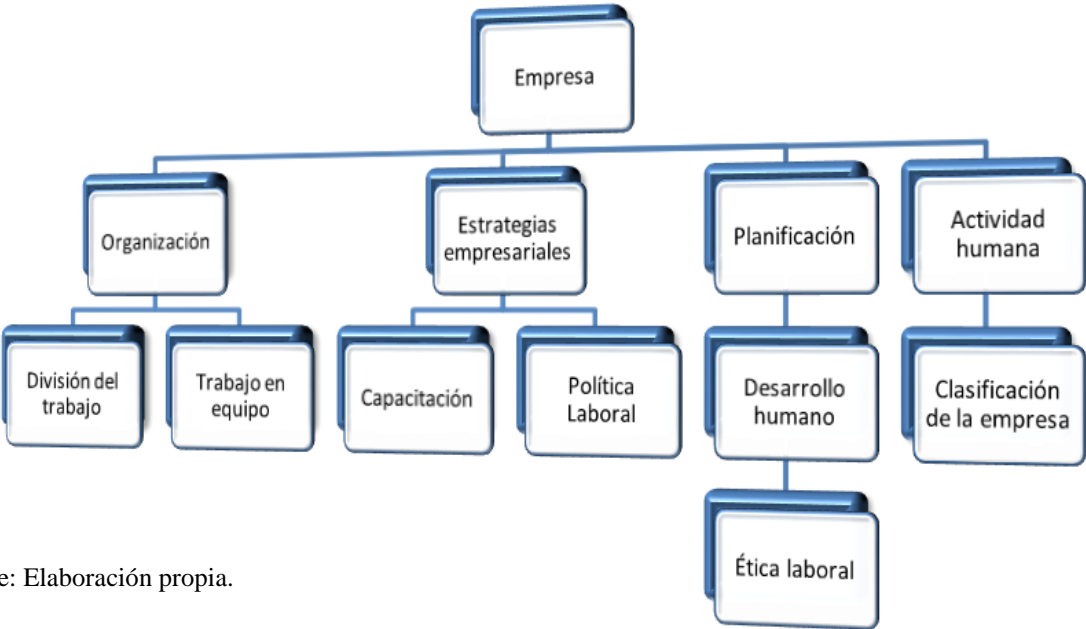 Empresa
Organización
Estrategias
empresariales
Planificación
Actividad
humana
División del
trabajo
Trabajo en
equipo
Capacitación
Política
Laboral
Desarrollo
humano
Clasificación
de la empresa
Ética laboral
e: Elaboración propia.